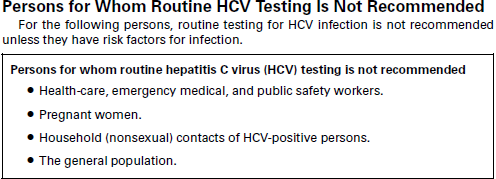 Persons for Whom Routine HCV Testing Is Not Recommended
For the following persons, routine testing for HCV infection is not recommended
unless they have risk factors for infection.
Persons for whom routine hepatitis C virus (HCV) testing is not recommended
● Health-care, emergency medical, and public safety workers.
● Pregnant women.
● Household (nonsexual) contacts of HCV-positive persons.
● The general population.